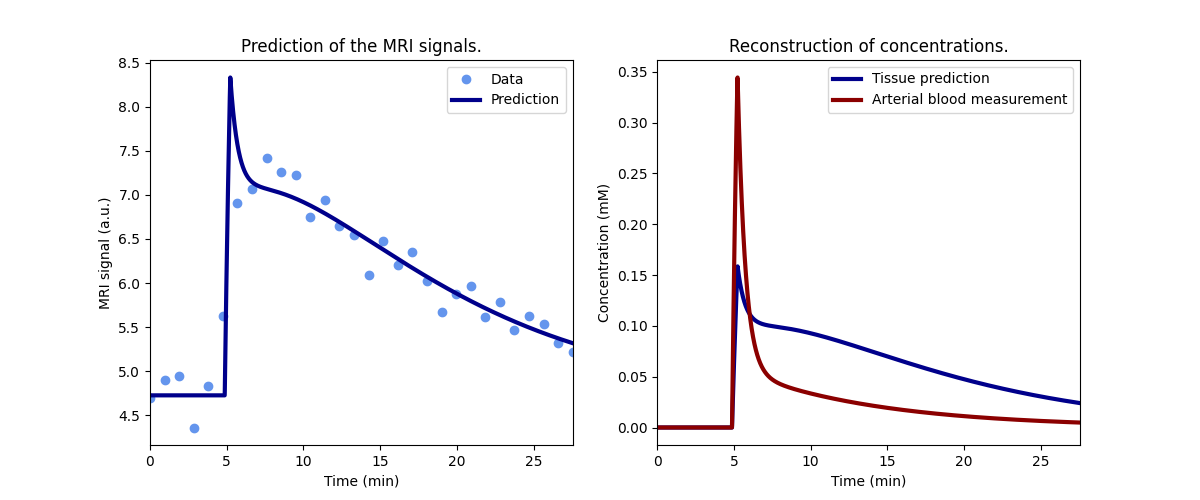 Prediction of the MRI signals.
8.5
8.0
7.5
7.0
6.5
6.0
5.5
5.0
4.5
MRI signal (a.u.)
Data
Prediction
0
5
10
15
20
25
Time (min)
Reconstruction of concentrations.
0.35
0.30
0.25
0.20
0.15
0.10
0.05
0.00
Concentration (mM)
Tissue prediction
Arterial blood measurement
0
5
10
15
20
25
Time (min)